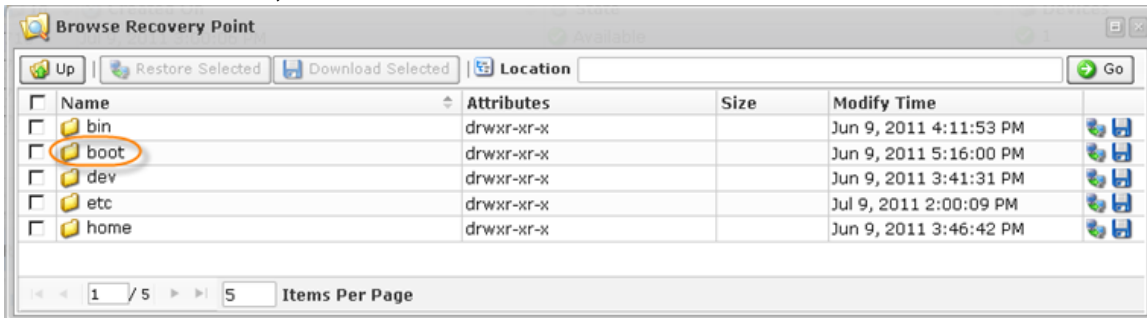 Browse Recovery Point
Up Restore Selected Download Selected Location Go
Name Attributes Size Modify Time
bin drwxr-xr-x Jun 9, 2011 4:11:53 PM
boot drwxr-xr-x Jun 9, 2011 5:16:00 PM
dev drwxr-xr-x Jun 9, 2011 3:41:31 PM
etc drwxr-xr-x Jul 9, 2011 2:00:09 PM
home drwxr-xr-x Jun 9, 2011 3:46:42 PM
1 / 5 5 Items Per Page